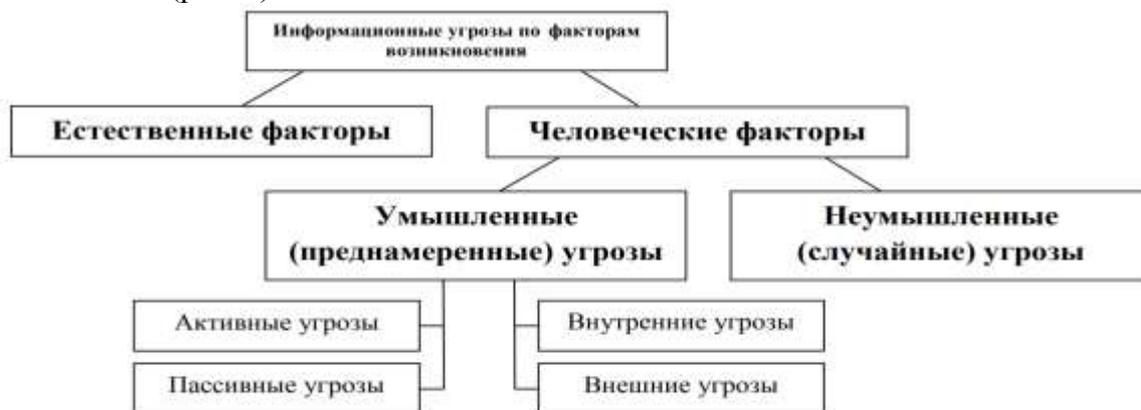 Информационные угрозы по факторам
возникновения
Естественные факторы
Человеческие факторы
Умышленные
(преднамеренные) угрозы
Неумышленные
(случайные) угрозы
Активные угрозы
Внутренние угрозы
Пассивные угрозы
Внешние угрозы